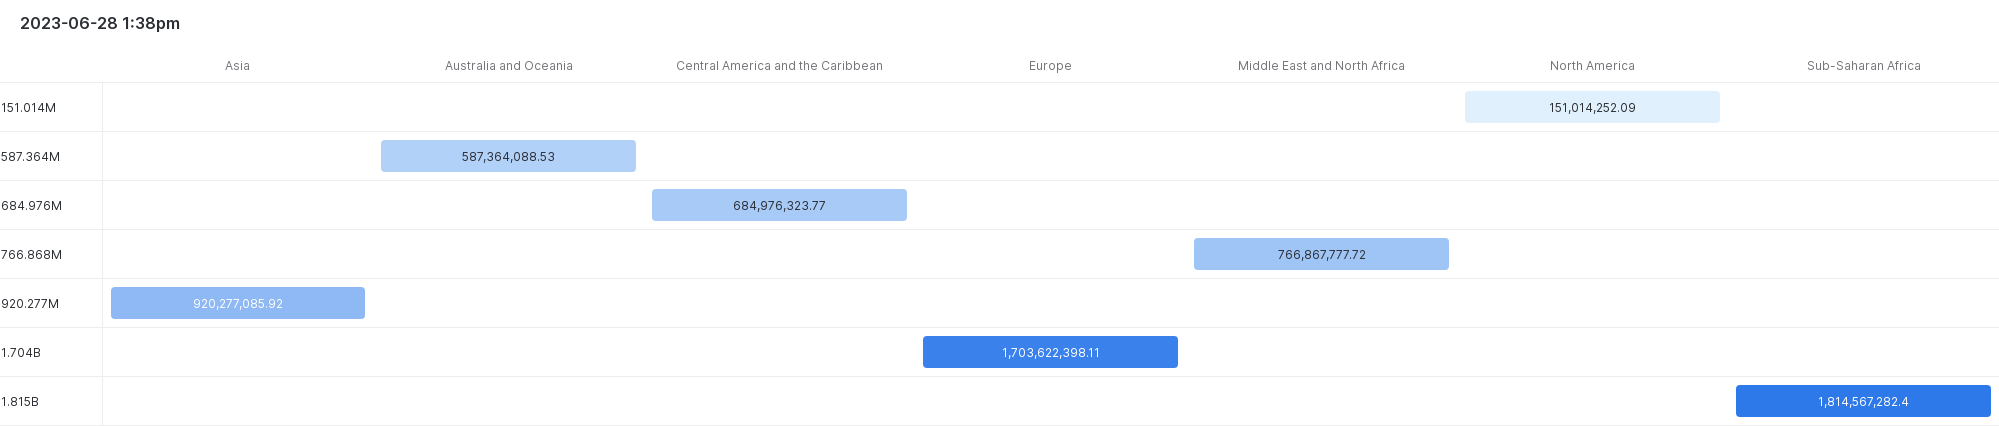 2023-06-28 1:38pm
Asia Australia and Oceania Central America and the Caribbean Europe Middle East and North Africa North America Sub-Saharan Africa
151.014M 151,014,252.09
587.364M 587,364,088.53
684.976M 684,976,323.77
766.868M 766,867,777.72
920.277M 920,277,085.92
1.704B 1,703,622,398.11
1.815B 1,814,567,282.4